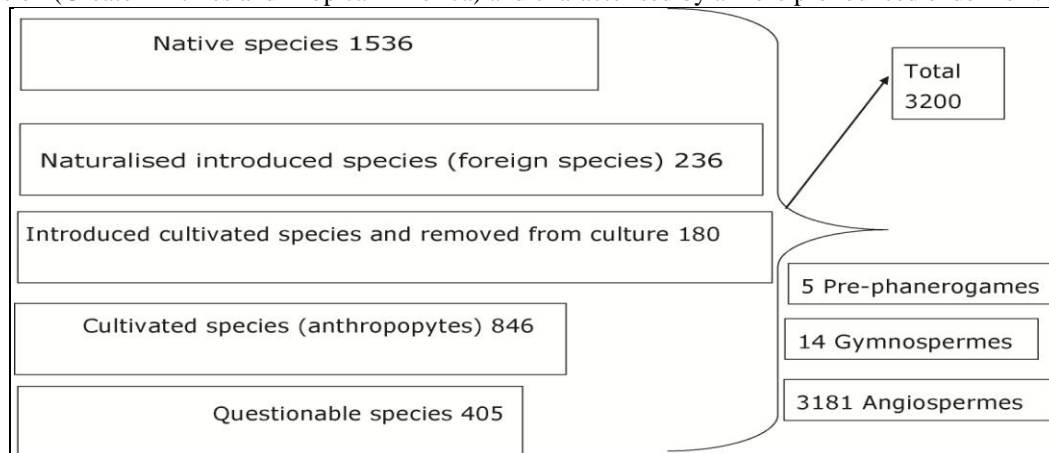 Native species 1536
Total
3200
Naturalised introduced species (foreign species) 236
Introduced cultivated species and removed from culture 180
5 Pre-phanerogames
Cultivated species (anthropopytes) 846
14 Gymnospermes
Questionable species 405
3181 Angiospermes